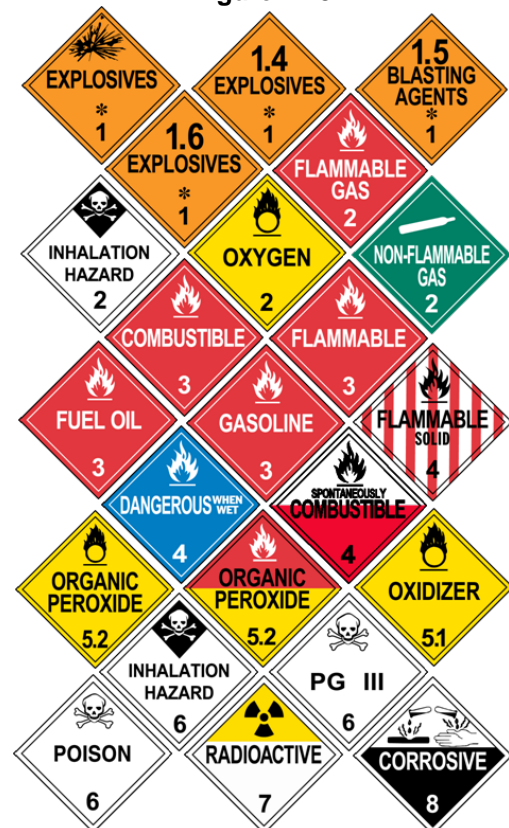 EXPLOSIVES
*
1
1.4
EXPLOSIVES
*
1
1.5
BLASTING
AGENTS
*
1
1.6
EXPLOSIVES
*
1
FLAMMABLE
GAS
2
INHALATION
HAZARD
2
OXYGEN
2
NON-FLAMMABLE
GAS
2
COMBUSTIBLE
3
FLAMMABLE
3
FUEL OIL
3
GASOLINE
3
FLAMMABLE
SOLID
4
DANGEROUS WHEN
WET
4
SPONTANEOUSLY
COMBUSTIBLE
4
ORGANIC
PEROXIDE
5.2
ORGANIC
PEROXIDE
5.2
OXIDIZER
5.1
INHALATION
HAZARD
6
PG III
6
POISON
6
RADIOACTIVE
7
CORROSIVE
8